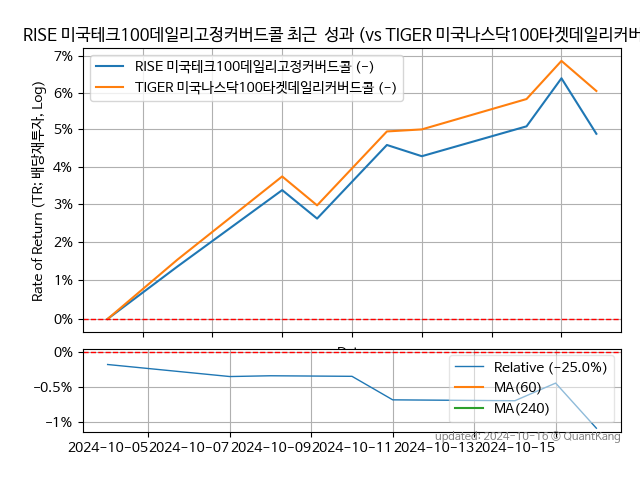 RISE 미국테크100데일리고정커버드콜 최근 성과 (vs TIGER 미국나스닥100타겟데일리커버
7%
6%
5%
4%
3%
2%
1%
0%
Rate of Return (TR; 배당재투자, Log)
RISE 미국테크100데일리고정커버드콜 (-)
TIGER 미국나스닥100타겟데일리커버드콜 (-)
0%
-0.5%
-1%
Relative (-25.0%)
MA(60)
MA(240)
2024-10-05 2024-10-07 2024-10-09 2024-10-11 2024-10-13 2024-10-15
updated: 2024-10-16 © QuantKang